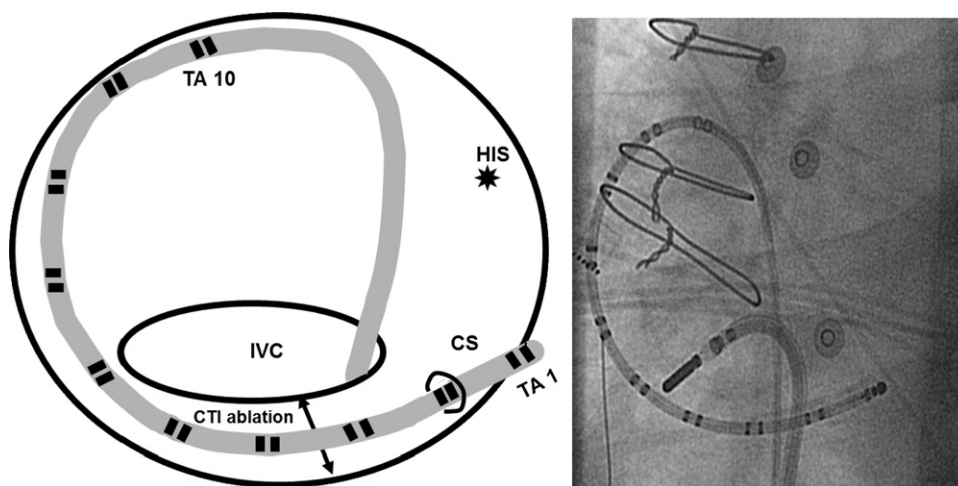 TA 10
HIS
IVC
CS
TA 1
CTI ablation